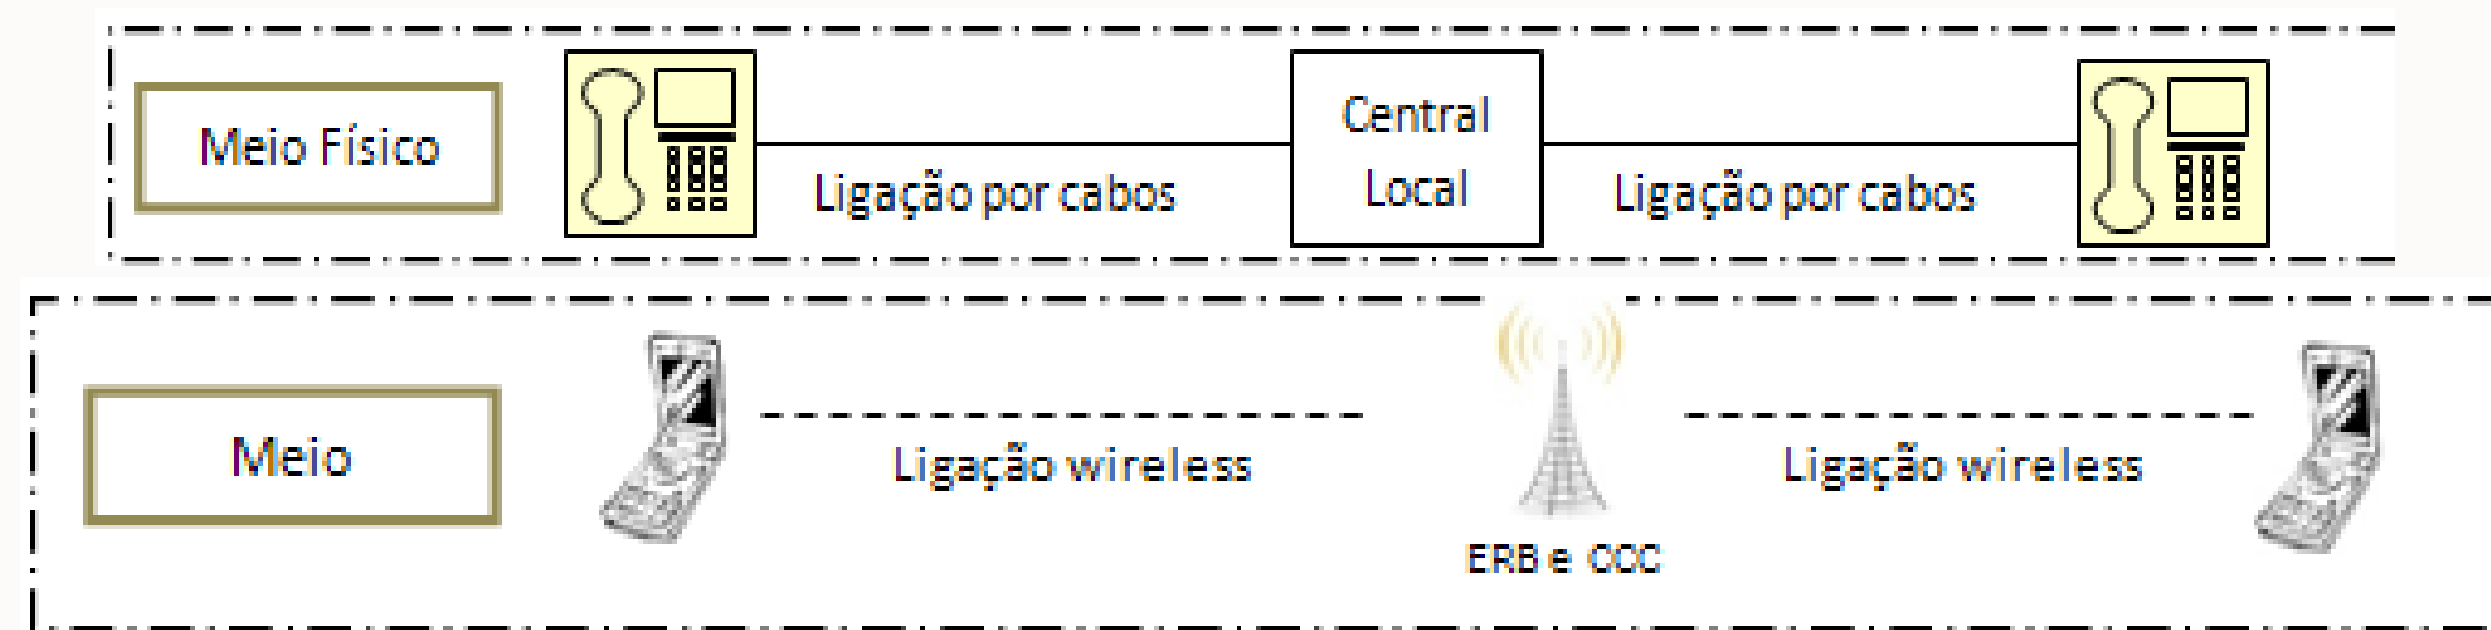 Meio Físico
Ligação por cabos
Central
Local
Ligação por cabos
Meio
Ligação wireless
Ligação wireless
ERB e CCC